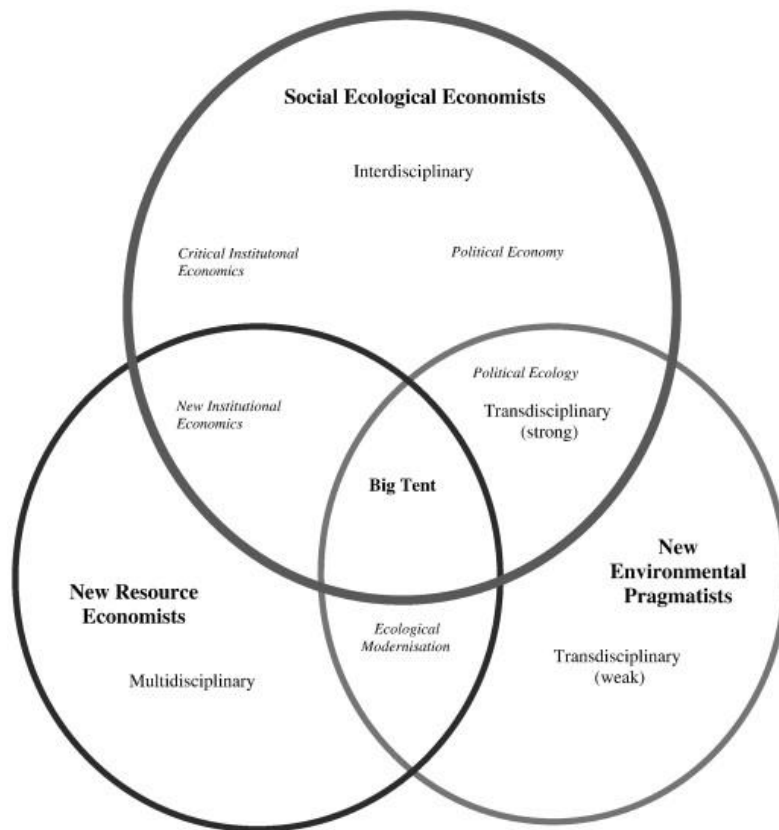 Social Ecological Economists
Interdisciplinary
Critical Institutonal
Economics
Political Economy
Political Ecology
New Institutional
Economics
Transdisciplinary
(strong)
Big Tent
New Resource
Economists
New
Environmental
Pragmatists
Ecological
Modernisation
Multidisciplinary
Transdisciplinary
(weak)